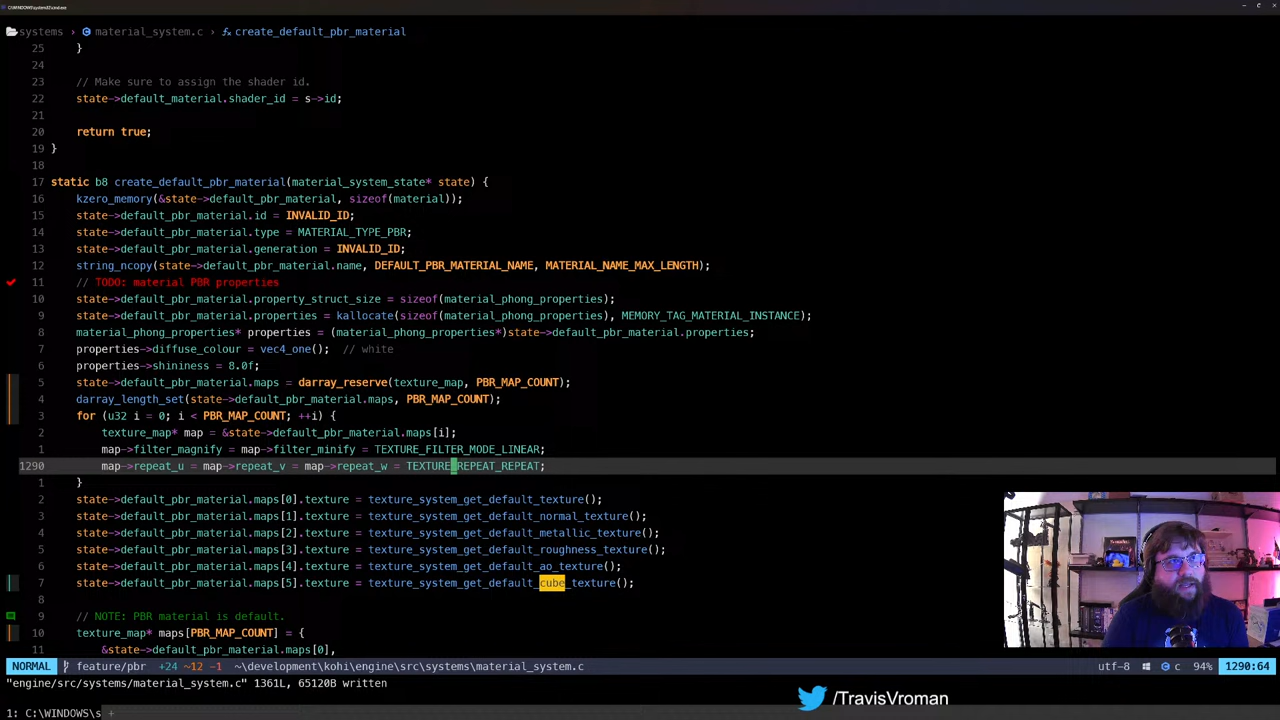 C:\WINDOWS\system32\cmd.exe
systems › material_system.c › create_default_pbr_material
25 }
24
23 // Make sure to assign the shader id.
22 state->default_material.shader_id = s->id;
21
20 return true;
19 }
18
17 static b8 create_default_pbr_material(material_system_state* state) {
16 kzero_memory(&state->default_pbr_material, sizeof(material));
15 state->default_pbr_material.id = INVALID_ID;
14 state->default_pbr_material.type = MATERIAL_TYPE_PBR;
13 state->default_pbr_material.generation = INVALID_ID;
12 string_ncopy(state->default_pbr_material.name, DEFAULT_PBR_MATERIAL_NAME, MATERIAL_NAME_MAX_LENGTH);
11 // TODO: material PBR properties
10 state->default_pbr_material.property_struct_size = sizeof(material_phong_properties);
9 state->default_pbr_material.properties = kallocate(sizeof(material_phong_properties), MEMORY_TAG_MATERIAL_INSTANCE);
8 material_phong_properties* properties = (material_phong_properties*)state->default_pbr_material.properties;
7 properties->diffuse_colour = vec4_one(); // white
6 properties->shininess = 8.0f;
5 state->default_pbr_material.maps = darray_reserve(texture_map, PBR_MAP_COUNT);
4 darray_length_set(state->default_pbr_material.maps, PBR_MAP_COUNT);
3 for (u32 i = 0; i < PBR_MAP_COUNT; ++i) {
2 texture_map* map = &state->default_pbr_material.maps[i];
1 map->filter_magnify = map->filter_minify = TEXTURE_FILTER_MODE_LINEAR;
1290 map->repeat_u = map->repeat_v = map->repeat_w = TEXTURE_REPEAT_REPEAT;
1 }
2 state->default_pbr_material.maps[0].texture = texture_system_get_default_texture();
3 state->default_pbr_material.maps[1].texture = texture_system_get_default_normal_texture();
4 state->default_pbr_material.maps[2].texture = texture_system_get_default_metallic_texture();
5 state->default_pbr_material.maps[3].texture = texture_system_get_default_roughness_texture();
6 state->default_pbr_material.maps[4].texture = texture_system_get_default_ao_texture();
7 state->default_pbr_material.maps[5].texture = texture_system_get_default_cube_texture();
8
9 // NOTE: PBR material is default.
10 texture_map* maps[PBR_MAP_COUNT] = {
11 &state->default_pbr_material.maps[0],
NORMAL feature/pbr +24 ~12 -1 ~\development\kohi\engine\src\systems\material_system.c utf-8 c 94% 1290:64
"engine/src/systems/material_system.c" 1361L, 65120B written
/TravisVroman
1: C:\WINDOWS\s +